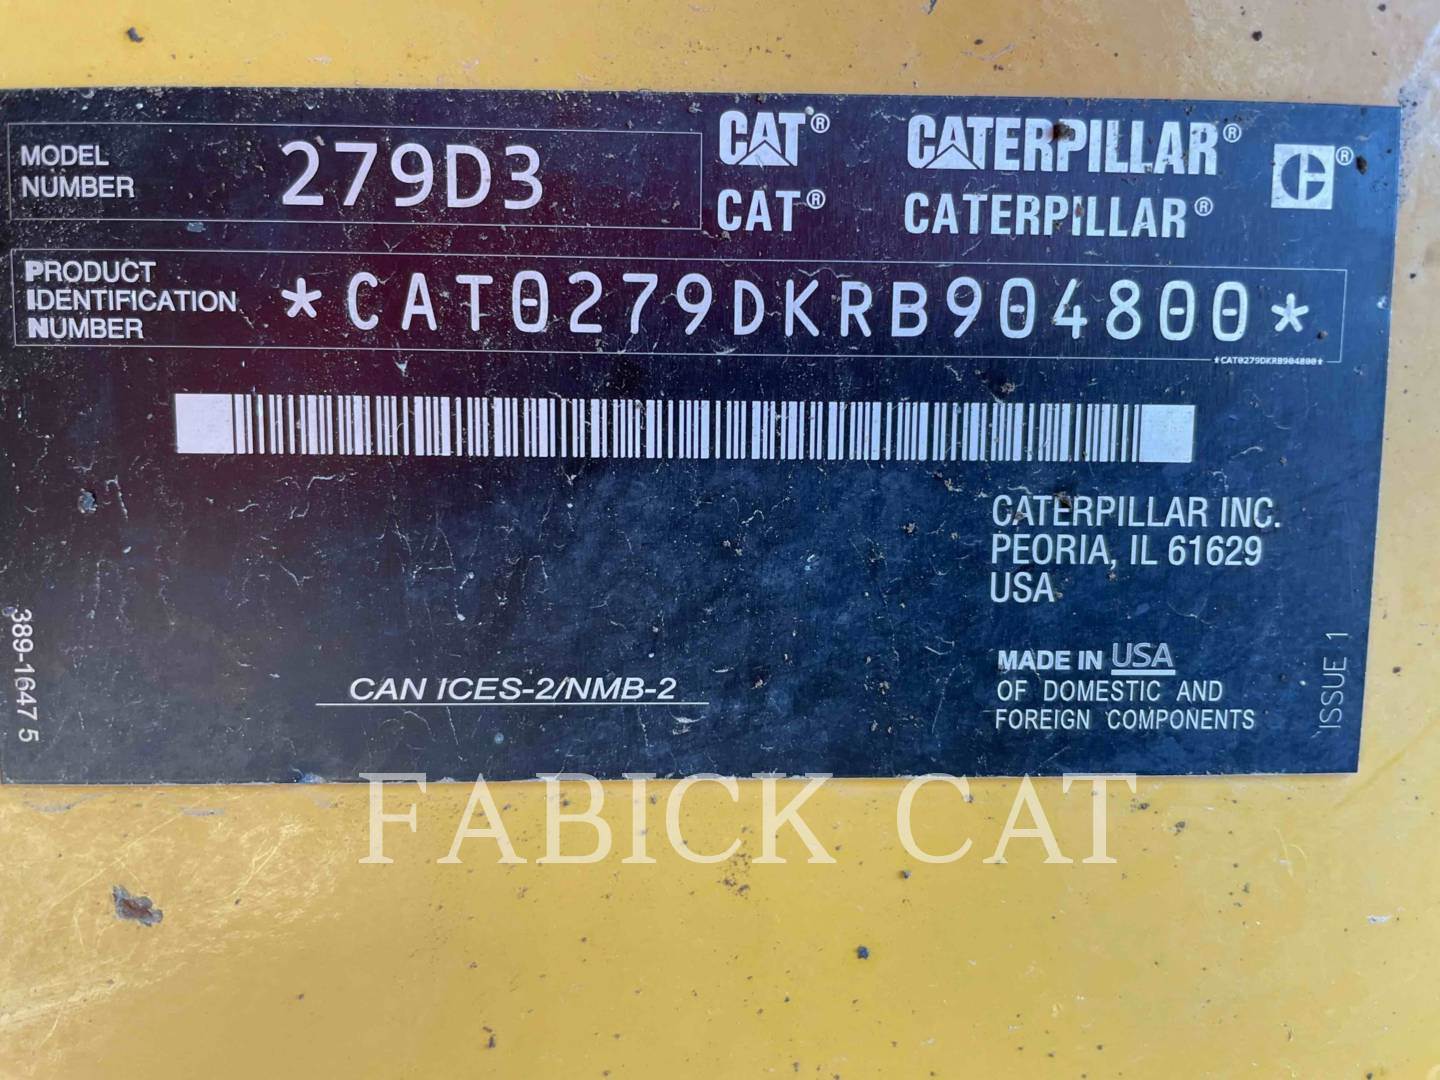 MODEL NUMBER
279D3
CAT® CATERPILLAR® C®
CAT® CATERPILLAR®
PRODUCT IDENTIFICATION NUMBER
*CAT0279DKRB904800*
*CAT0279DKRB904800*
CATERPILLAR INC.
PEORIA, IL 61629
USA
MADE IN USA
OF DOMESTIC AND
FOREIGN COMPONENTS
CAN ICES-2/NMB-2
389-1647 5
ISSUE 1
FABICK CAT